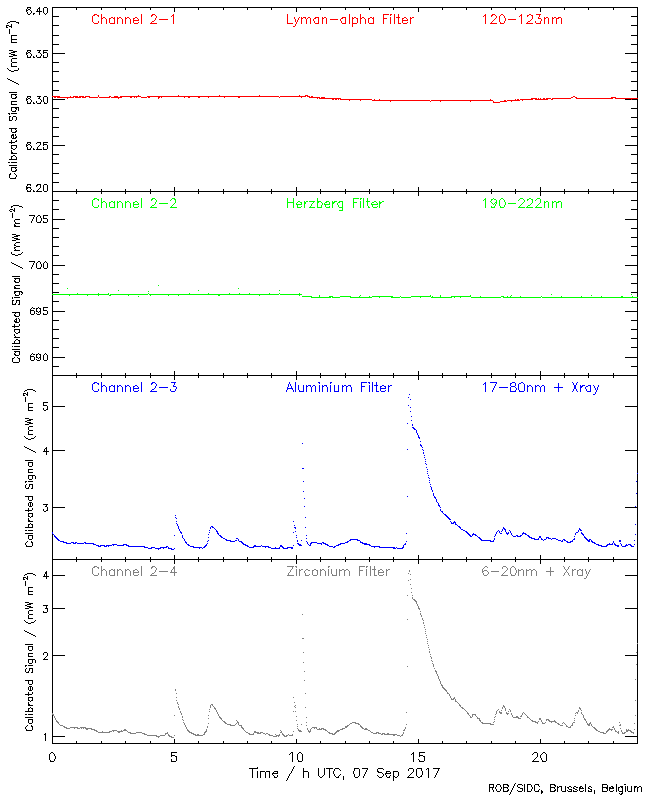 6.40
Channel 2-1 Lyman-alpha Filter 120-123nm
6.35
6.30
6.25
6.20
Calibrated Signal / (mW m⁻²)
Channel 2-2 Herzberg Filter 190-222nm
705
700
695
690
Calibrated Signal / (mW m⁻²)
Channel 2-3 Aluminium Filter 17-80nm + Xray
5
4
3
Calibrated Signal / (mW m⁻²)
Channel 2-4 Zirconium Filter 6-20nm + Xray
4
3
2
1
Calibrated Signal / (mW m⁻²)
0 5 10 15 20
Time / h UTC, 07 Sep 2017
ROB/SIDC, Brussels, Belgium